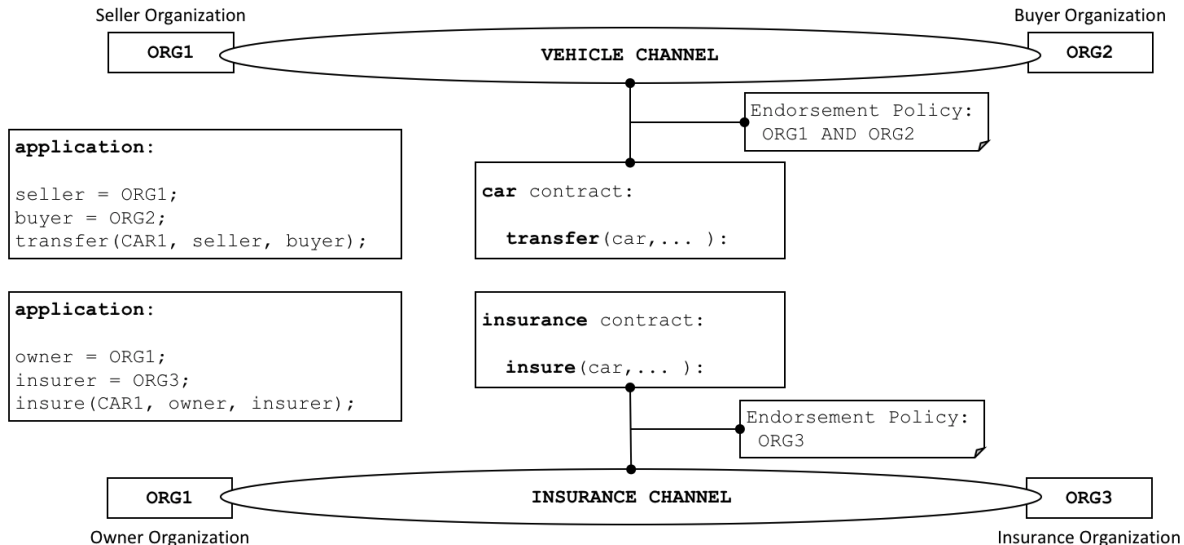 Seller Organization
Buyer Organization
ORG1
VEHICLE CHANNEL
ORG2
Endorsement Policy:
ORG1 AND ORG2
application:
seller = ORG1;
buyer = ORG2;
transfer(CAR1, seller, buyer);
car contract:
transfer(car,... ):
application:
owner = ORG1;
insurer = ORG3;
insure(CAR1, owner, insurer);
insurance contract:
insure(car,... ):
Endorsement Policy:
ORG3
ORG1
INSURANCE CHANNEL
ORG3
Owner Organization
Insurance Organization